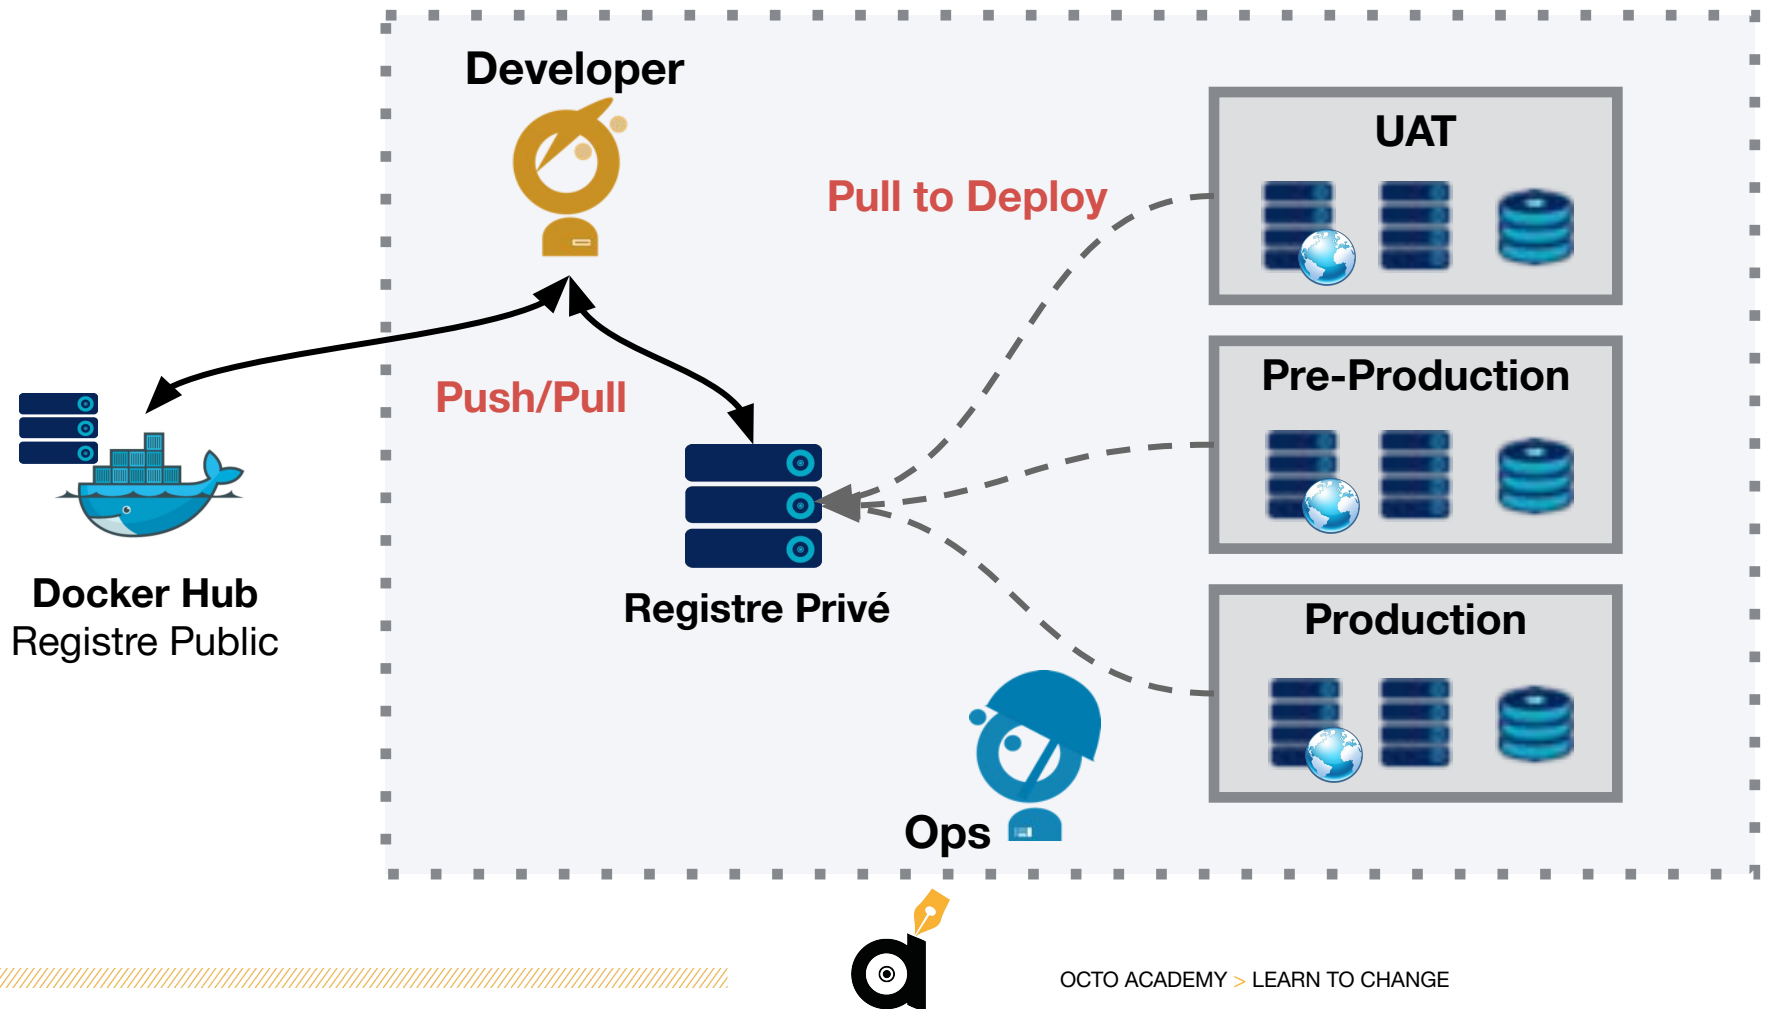 Developer
UAT
Pull to Deploy
Pre-Production
Push/Pull
Docker Hub
Registre Public
Registre Privé
Production
Ops
OCTO ACADEMY > LEARN TO CHANGE